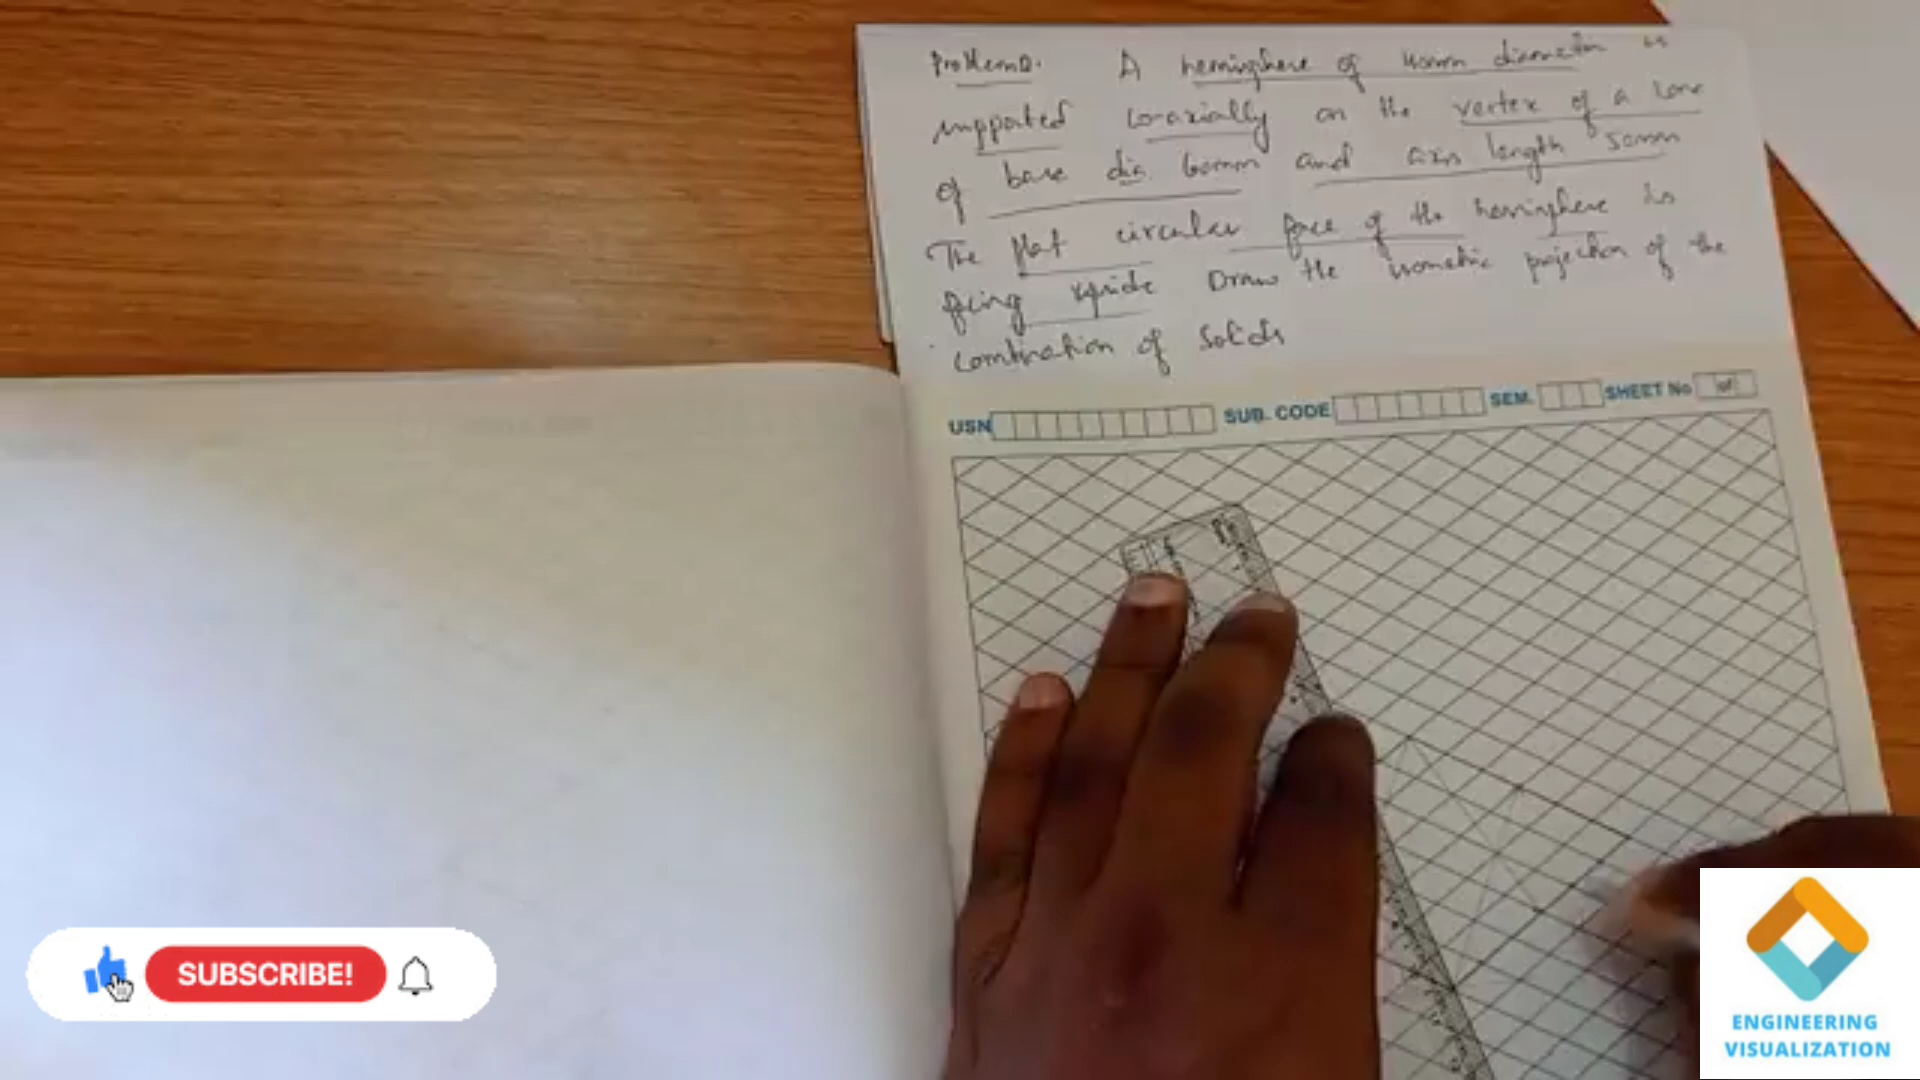 Problem 2. A hemisphere of 40mm diameter is
supported co-axially on the vertex of a cone
of base dia 60mm and axis length 50mm
The flat circular face of the hemisphere is
facing upside Draw the isometric projection of the
combination of solids
USN SUB. CODE SEM. SHEET No of
SUBSCRIBE!
ENGINEERING
VISUALIZATION